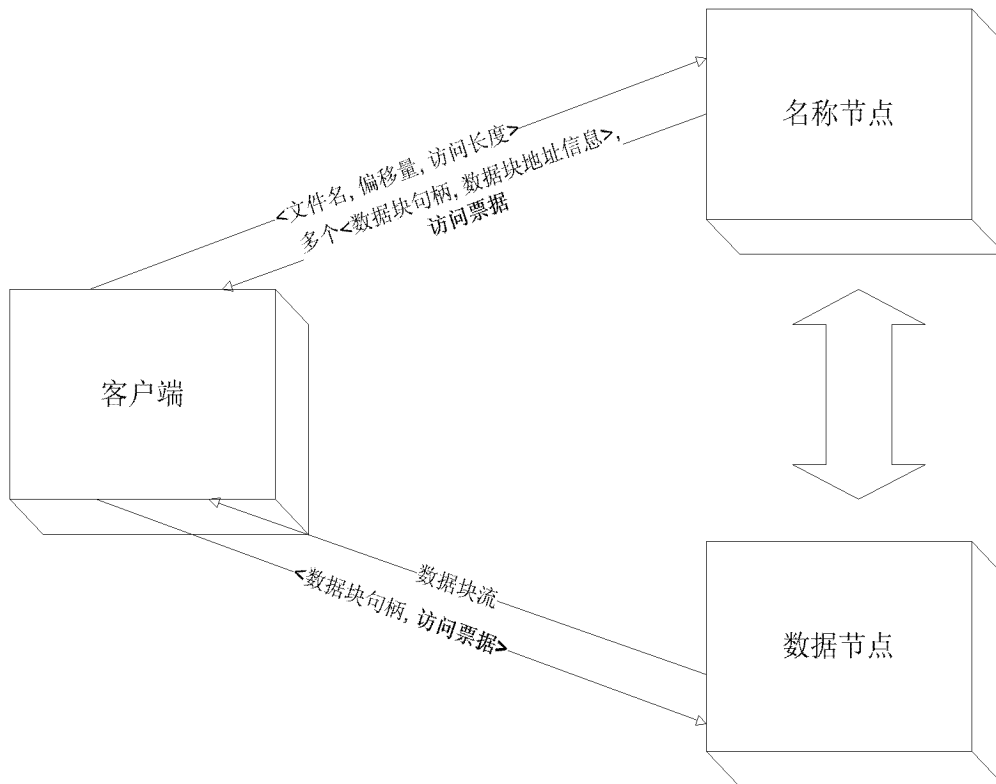 名称节点
<文件名, 偏移量, 访问长度>
多个<数据块句柄, 数据块地址信息>,
访问票据
客户端
数据块流
<数据块句柄, 访问票据>
数据节点